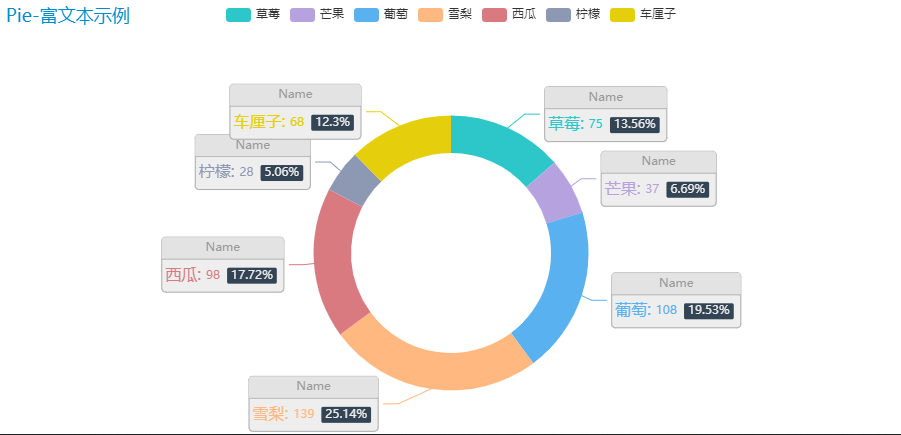 Pie-富文本示例
草莓 芒果 葡萄 雪梨 西瓜 柠檬 车厘子
Name
车厘子: 68 12.3%
Name
草莓: 75 13.56%
Name
柠檬: 28 5.06%
Name
芒果: 37 6.69%
Name
西瓜: 98 17.72%
Name
葡萄: 108 19.53%
Name
雪梨: 139 25.14%